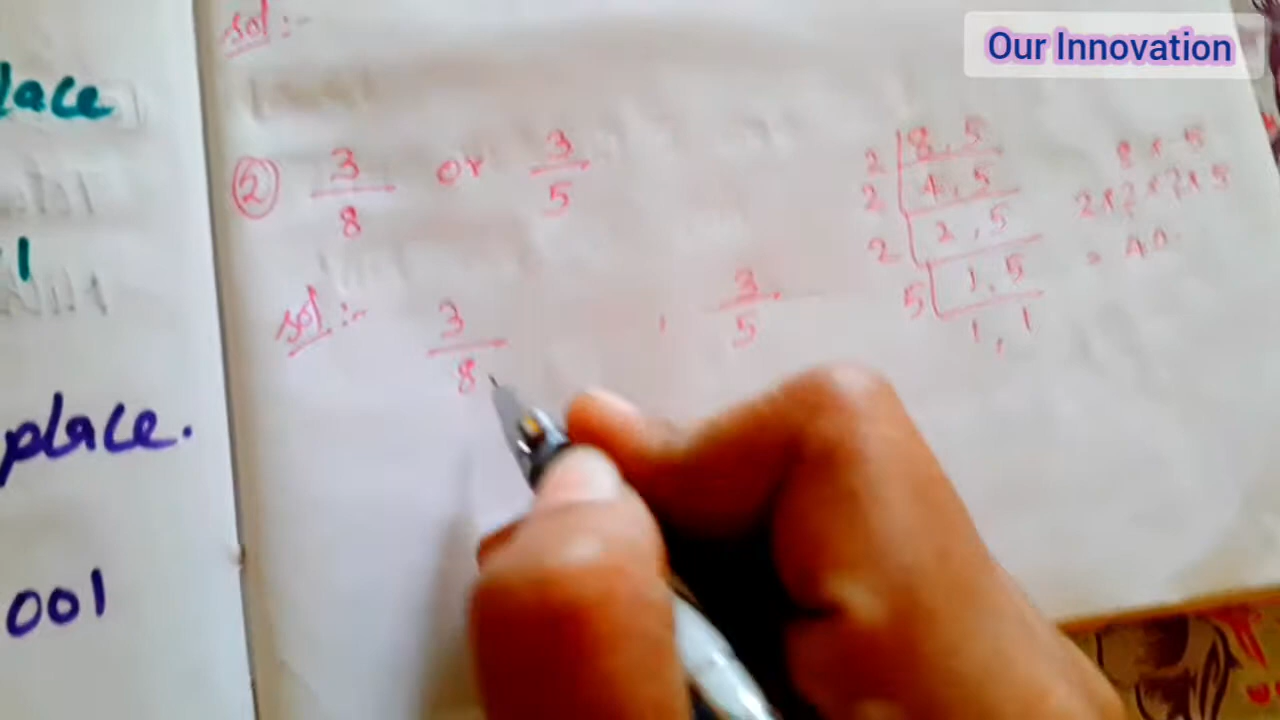 Our Innovation
sol:-
② 3/8 or 3/5
sol:- 3/8 , 3/5
2 | 8, 5
2 | 4, 5
2 | 2, 5
5 | 1, 5
1, 1
8 × 5
2×2×2×5
= 40
lace
place.
001